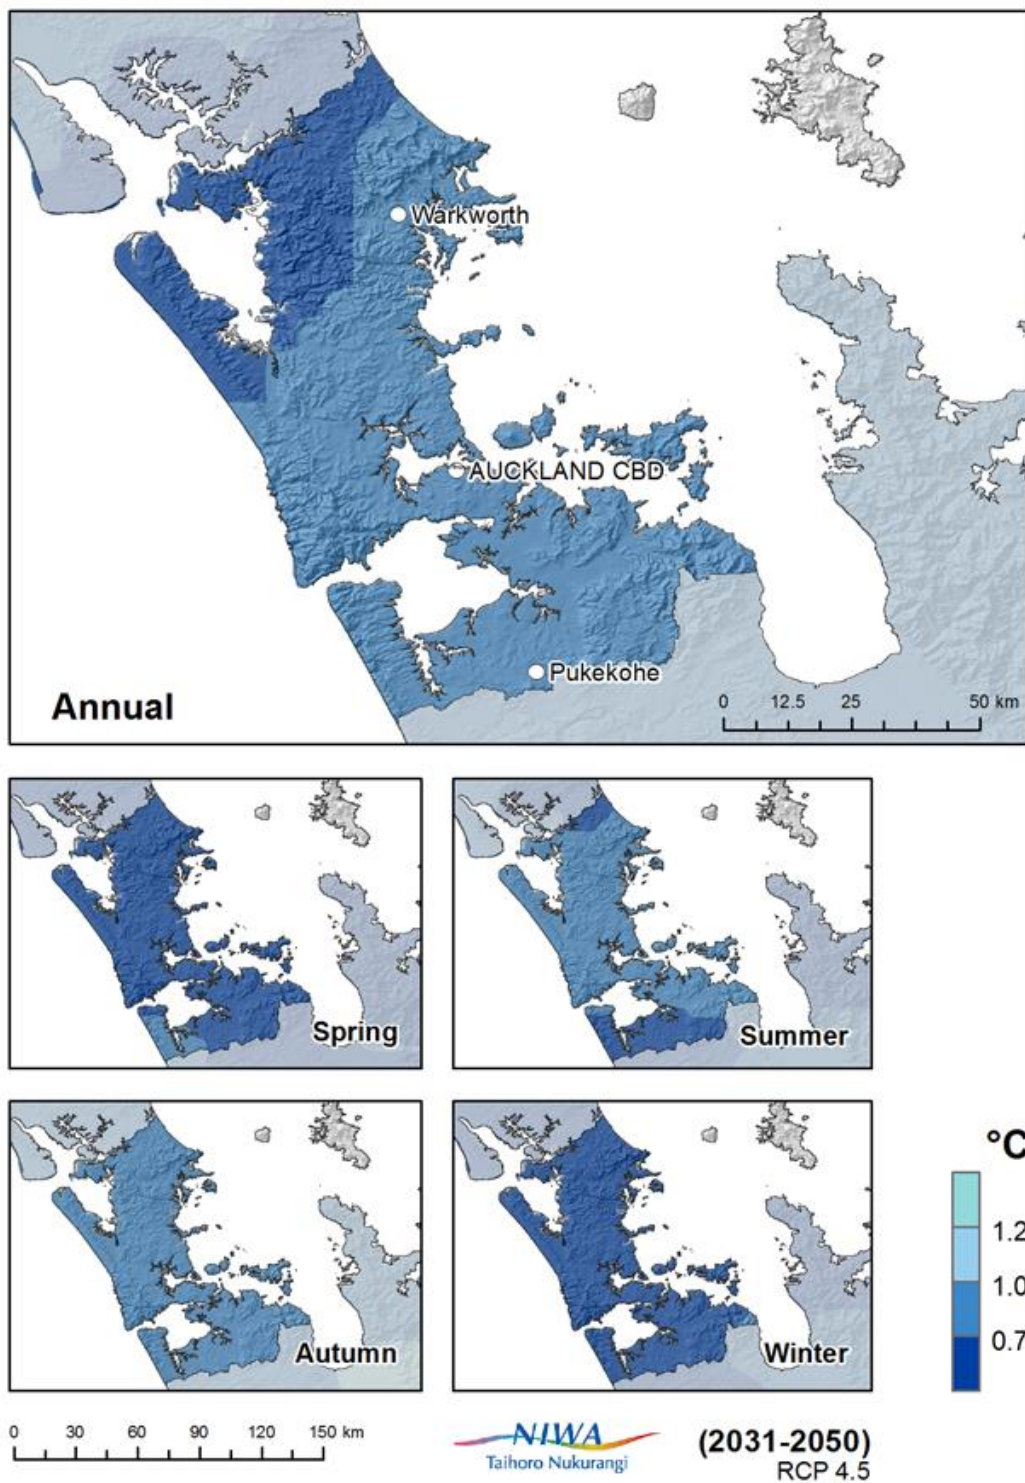 Warkworth
AUCKLAND CBD
Pukekohe
Annual
0 12.5 25 50 km
Spring
Summer
Autumn
Winter
°C
1.2
1.0
0.7
0 30 60 90 120 150 km
NIWA
Taihoro Nukurangi
(2031-2050)
RCP 4.5